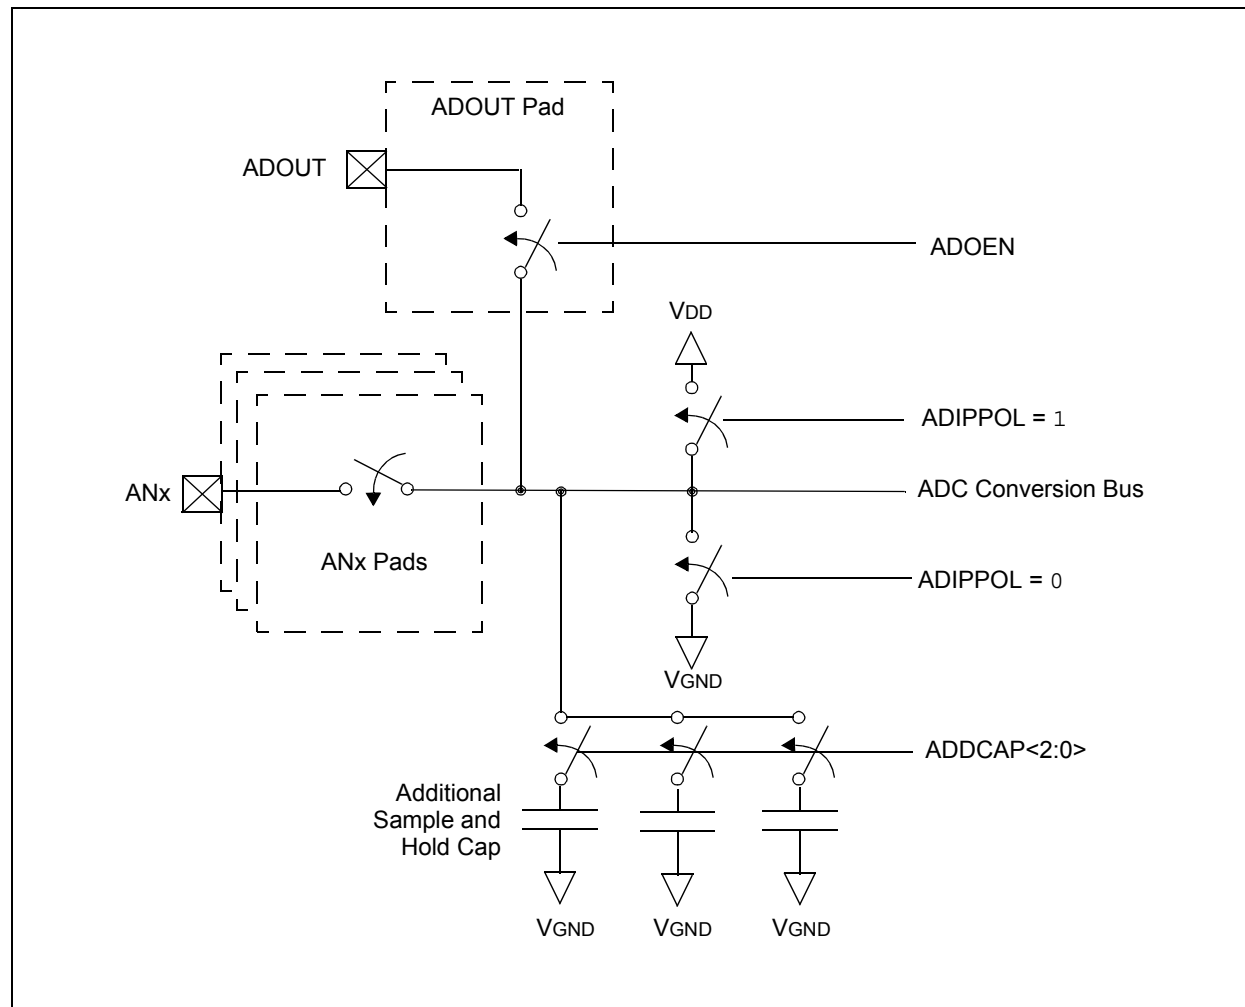 ADOUT Pad
ADOUT
ADOEN
VDD
ADIPPOL = 1
ANx
ADC Conversion Bus
ANx Pads
ADIPPOL = 0
VGND
ADDCAP<2:0>
Additional
Sample and
Hold Cap
VGND
VGND
VGND